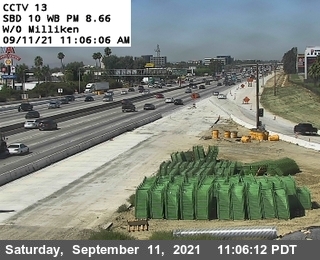 CCTV 13
SBD 10 WB PM 8.66
W/O Milliken
09/11/21 11:06:06 AM
Saturday, September 11, 2021 11:06:12 PDT